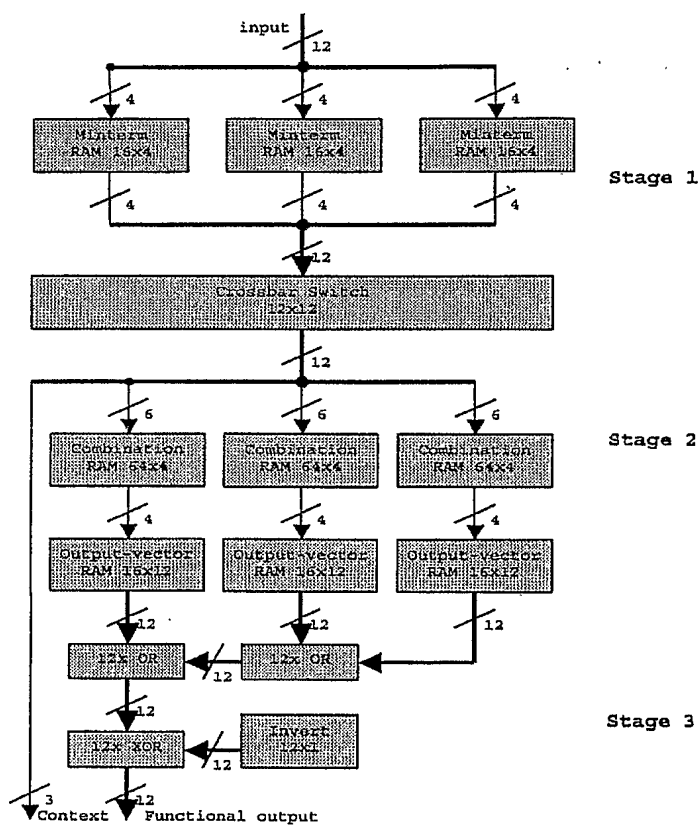 input
12
4 4 4
Minterm Minterm Minterm
RAM 16x4 RAM 16x4 RAM 16x4
Stage 1
4 4 4
12
Crossbar Switch
12x12
12
6 6 6
Combination Combination Combination
RAM 64x4 RAM 64x4 RAM 64x4
Stage 2
4 4 4
Output-vector Output-vector Output-vector
RAM 16x12 RAM 16x12 RAM 16x12
12 12 12
12x OR 12 12x OR
12
Stage 3
12x XOR 12 Invert
12x1
3 12
Context Functional output